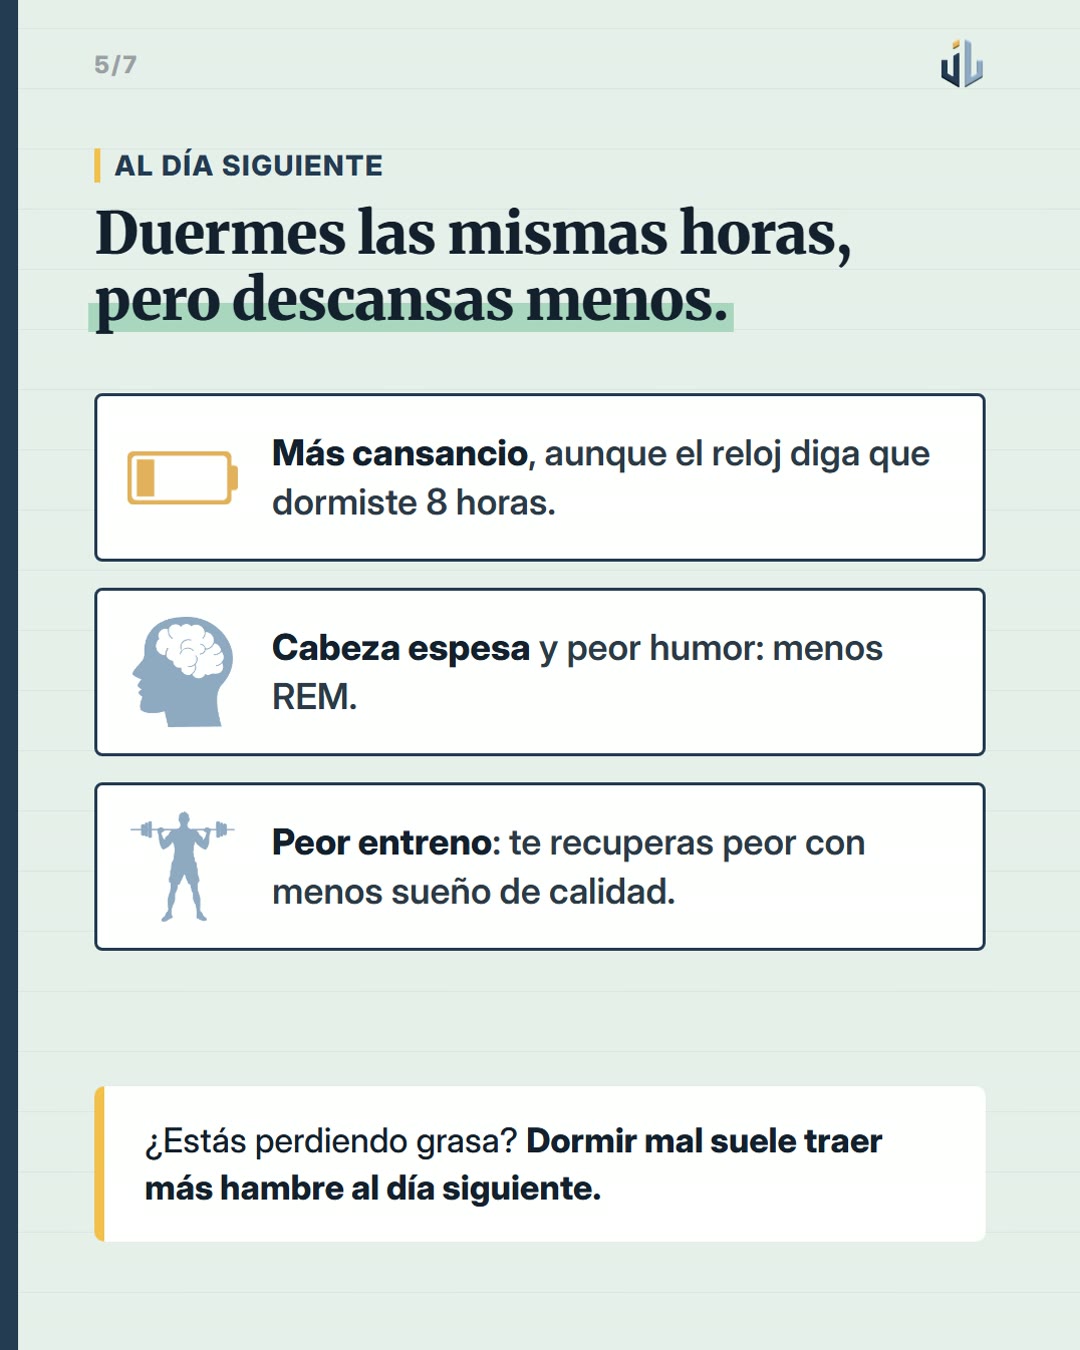 5/7
AL DÍA SIGUIENTE
Duermes las mismas horas,
pero descansas menos.
Más cansancio, aunque el reloj diga que
dormiste 8 horas.
Cabeza espesa y peor humor: menos
REM.
Peor entreno: te recuperas peor con
menos sueño de calidad.
¿Estás perdiendo grasa? Dormir mal suele traer
más hambre al día siguiente.